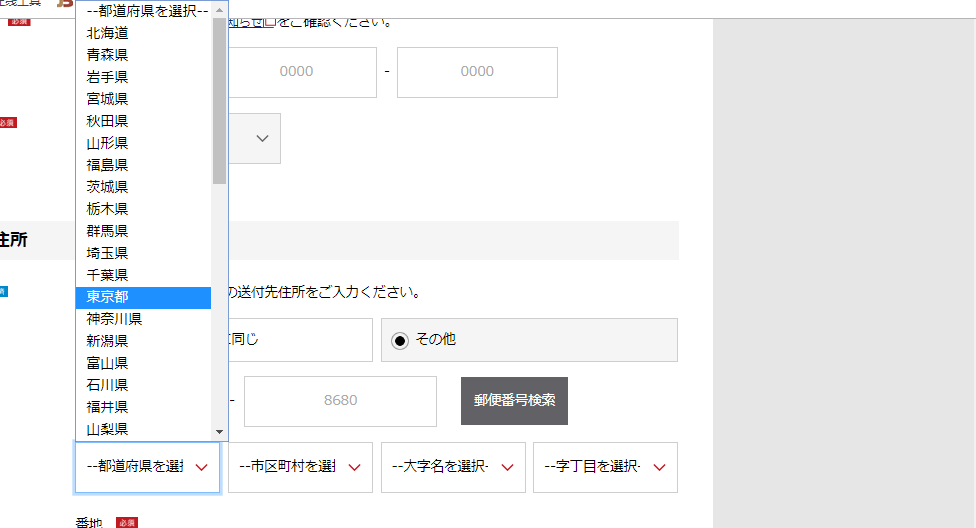 在线工具
JS
必須
お知らせ
をご確認ください。
0000 - 0000
必須
--都道府県を選択--
北海道
青森県
岩手県
宮城県
秋田県
山形県
福島県
茨城県
栃木県
群馬県
埼玉県
千葉県
東京都
神奈川県
新潟県
富山県
石川県
福井県
山梨県
住所
の送付先住所をご入力ください。
に同じ
その他
- 8680 郵便番号検索
--都道府県を選択 --市区町村を選択 --大字名を選択- --字丁目を選択-
番地 必須